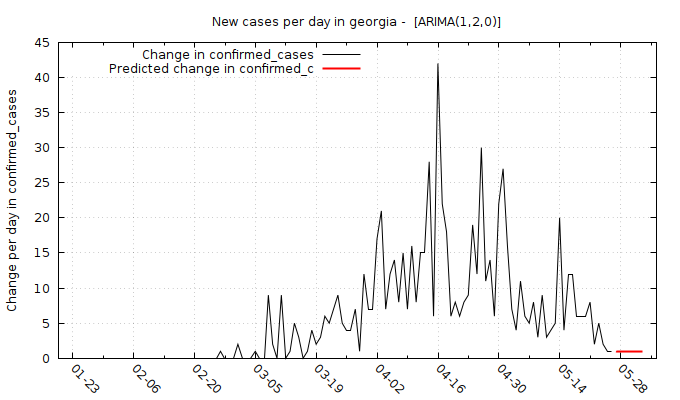 New cases per day in georgia -  [ARIMA(1,2,0)]
Change in confirmed_cases
Predicted change in confirmed_c
Change per day in confirmed_cases
45
40
35
30
25
20
15
10
5
0
01-23 02-06 02-20 03-05 03-19 04-02 04-16 04-30 05-14 05-28